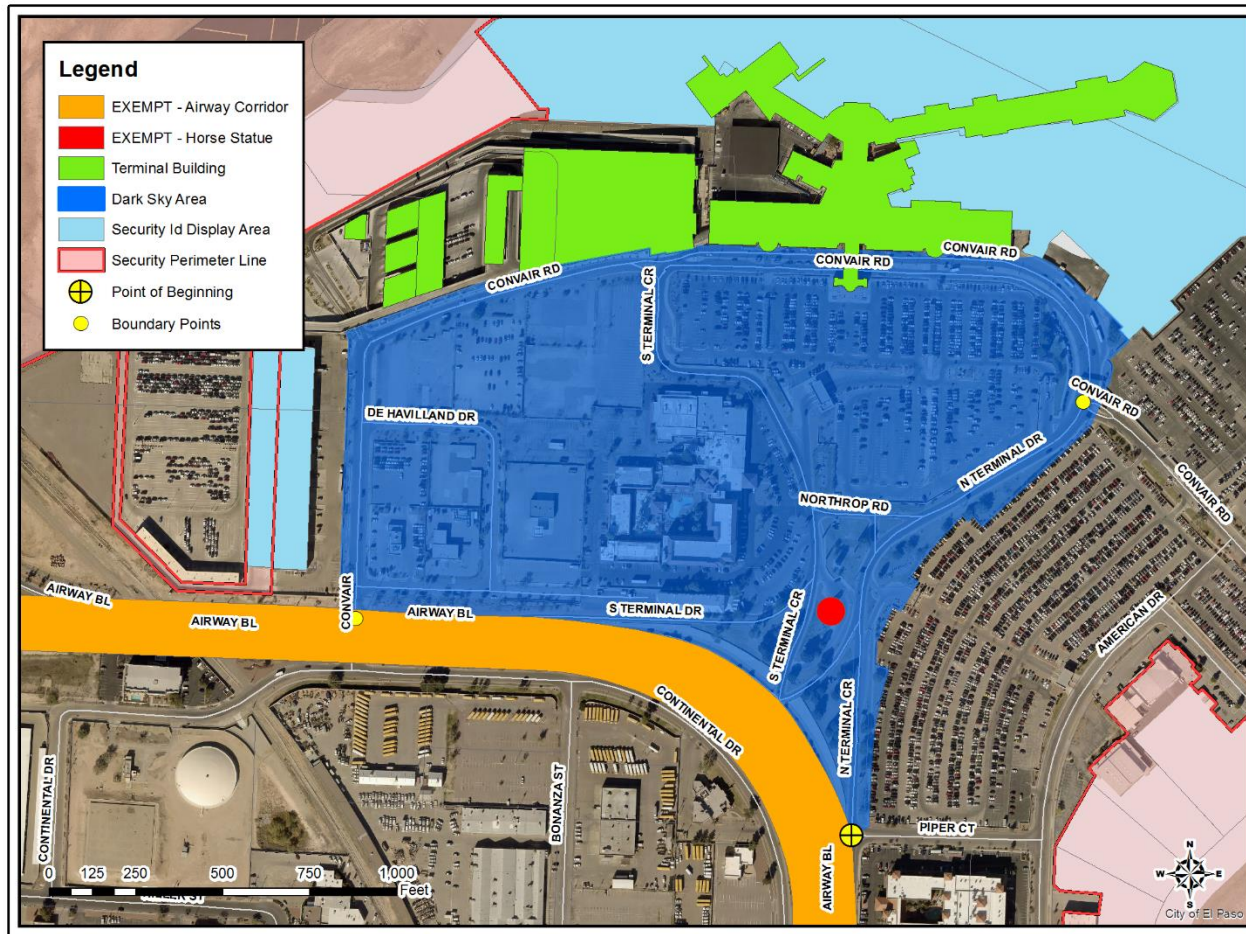 Legend
EXEMPT - Airway Corridor
EXEMPT - Horse Statue
Terminal Building
Dark Sky Area
Security Id Display Area
Security Perimeter Line
Point of Beginning
Boundary Points
CONVAIR RD
CONVAIR RD
CONVAIR RD
S TERMINAL CR
CONVAIR RD
DE HAVILLAND DR
N TERMINAL DR
CONVAIR RD
NORTHROP RD
AIRWAY BL
AIRWAY BL
CONVAIR
AIRWAY BL
S TERMINAL DR
S TERMINAL CR
AMERICAN DR
N TERMINAL CR
CONTINENTAL DR
CONTINENTAL DR
BONANZA ST
PIPER CT
AIRWAY BL
0 125 250 500 750 1,000
Feet
N
W E
S
City of El Paso